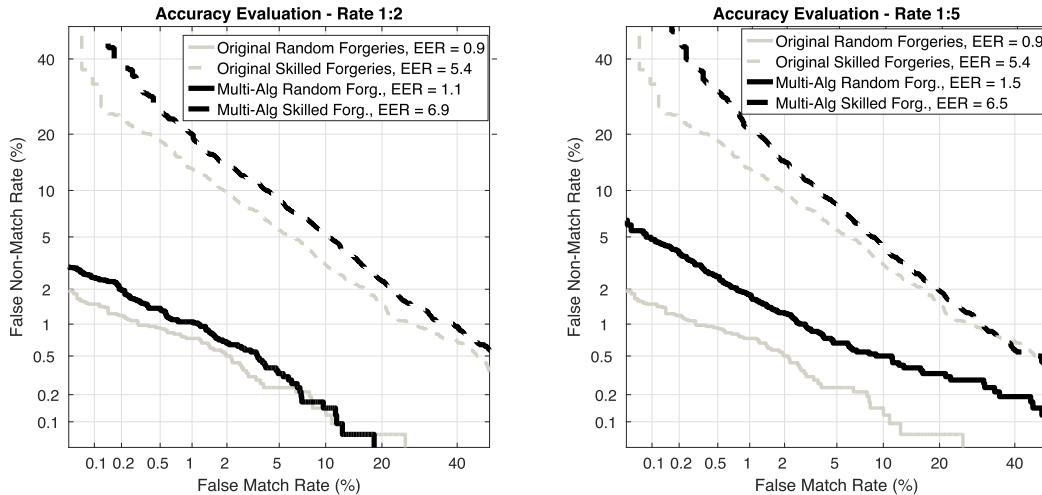 Accuracy Evaluation - Rate 1:2
Original Random Forgeries, EER = 0.9
Original Skilled Forgeries, EER = 5.4
Multi-Alg Random Forg., EER = 1.1
Multi-Alg Skilled Forg., EER = 6.9
False Non-Match Rate (%)
40
20
10
5
2
1
0.5
0.2
0.1
0.1 0.2 0.5 1 2 5 10 20 40
False Match Rate (%)
Accuracy Evaluation - Rate 1:5
Original Random Forgeries, EER = 0.9
Original Skilled Forgeries, EER = 5.4
Multi-Alg Random Forg., EER = 1.5
Multi-Alg Skilled Forg., EER = 6.5
False Non-Match Rate (%)
40
20
10
5
2
1
0.5
0.2
0.1
0.1 0.2 0.5 1 2 5 10 20 40
False Match Rate (%)